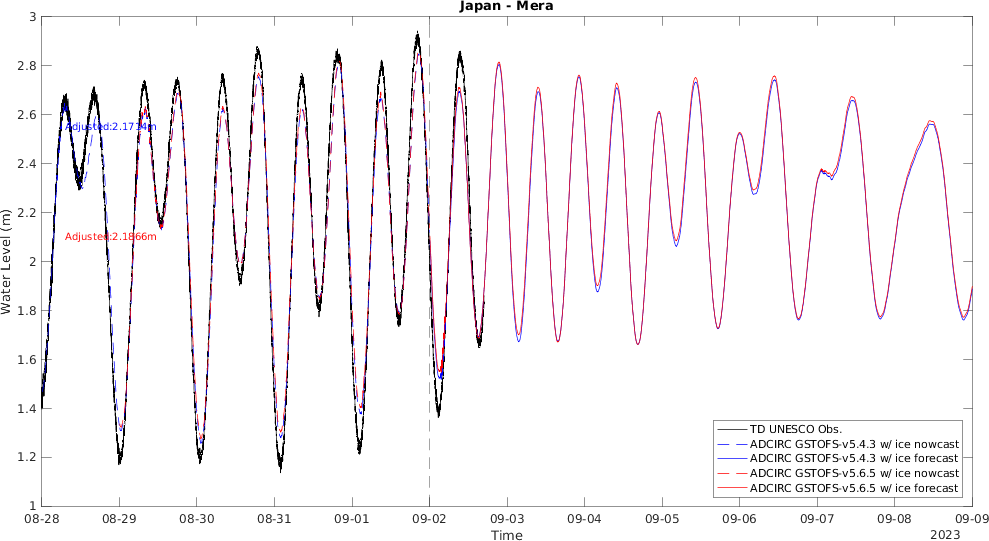 Japan - Mera
Water Level (m)
3
2.8
2.6
2.4
2.2
2
1.8
1.6
1.4
1.2
1
Adjusted:2.1714m
Adjusted:2.1866m
TD UNESCO Obs.
ADCIRC GSTOFS-v5.4.3 w/ ice nowcast
ADCIRC GSTOFS-v5.4.3 w/ ice forecast
ADCIRC GSTOFS-v5.6.5 w/ ice nowcast
ADCIRC GSTOFS-v5.6.5 w/ ice forecast
08-28 08-29 08-30 08-31 09-01 09-02 09-03 09-04 09-05 09-06 09-07 09-08 09-09
Time
2023